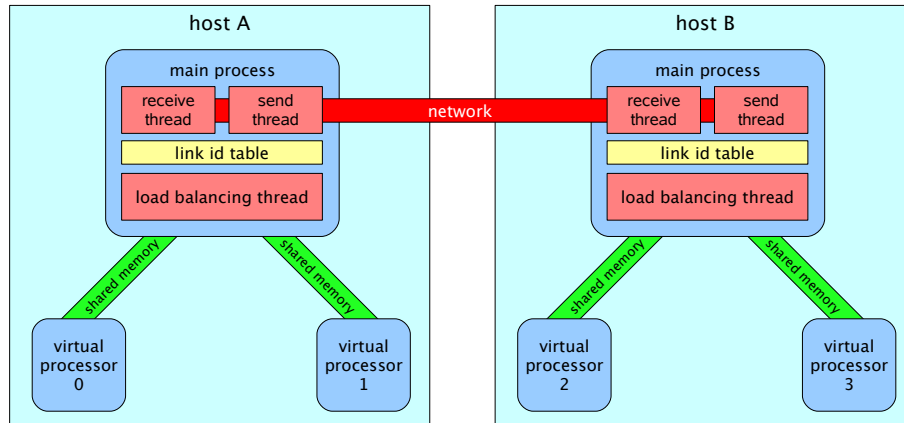 host A
main process
receive
thread
send
thread
link id table
load balancing thread
shared memory
shared memory
virtual
processor
0
virtual
processor
1
network
host B
main process
receive
thread
send
thread
link id table
load balancing thread
shared memory
shared memory
virtual
processor
2
virtual
processor
3